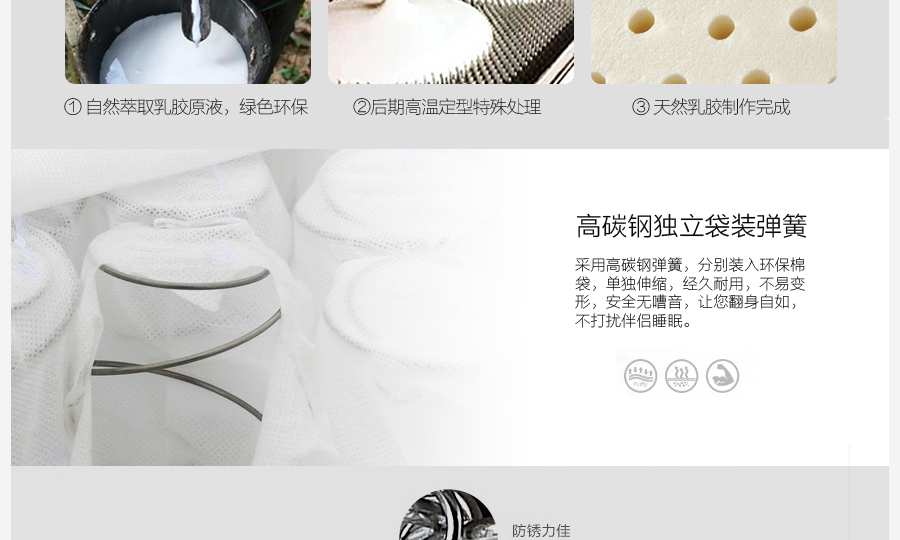 ① 自然萃取乳胶原液，绿色环保
②后期高温定型特殊处理
③ 天然乳胶制作完成
高碳钢独立袋装弹簧
采用高碳钢弹簧，分别装入环保棉
袋，单独伸缩，经久耐用，不易变
形，安全无嘈音，让您翻身自如，
不打扰伴侣睡眠。
防锈力佳